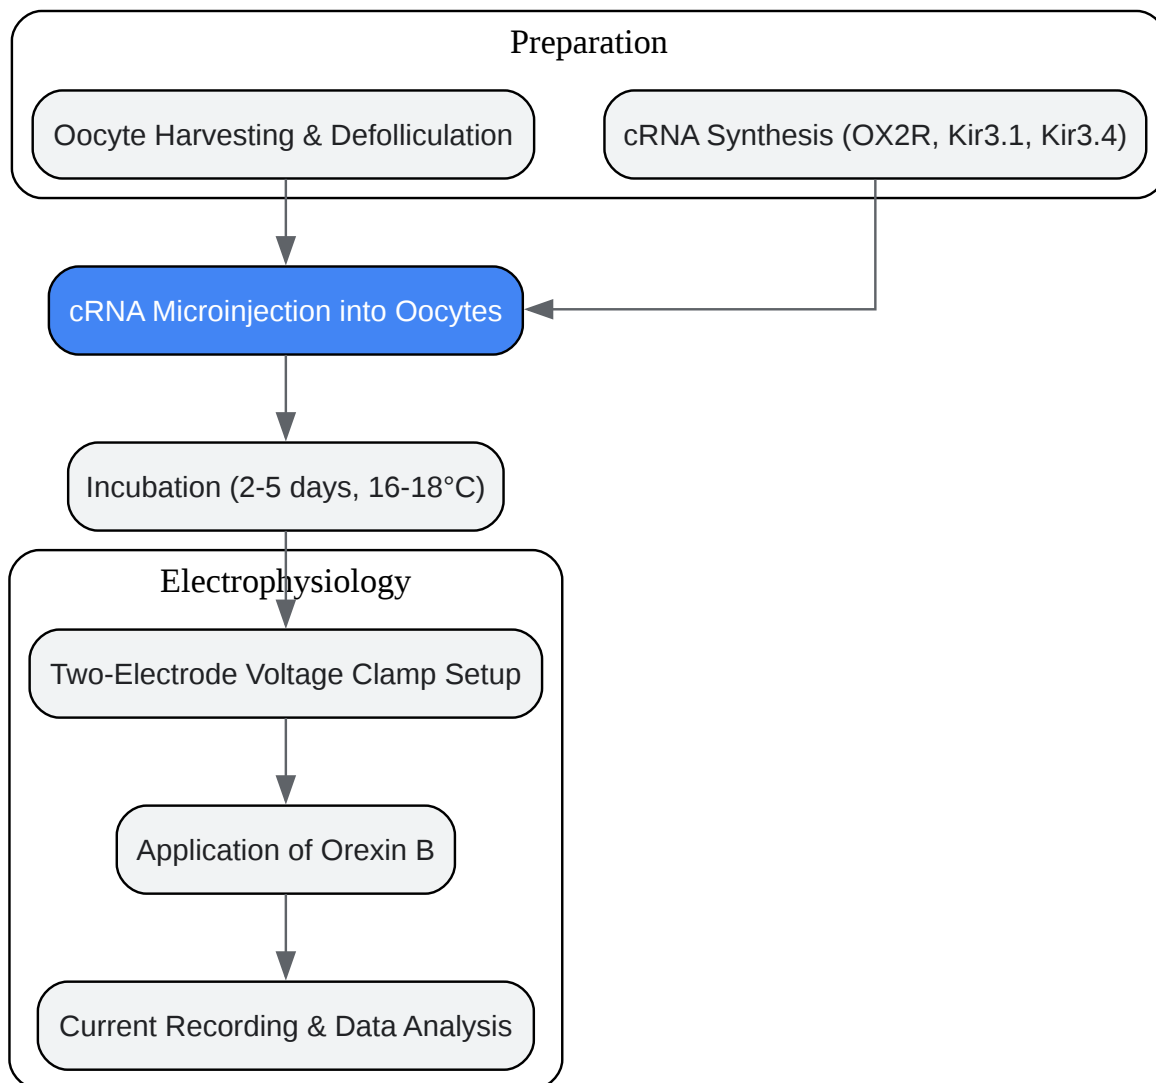 Preparation
Oocyte Harvesting & Defolliculation
cRNA Synthesis (OX2R, Kir3.1, Kir3.4)
cRNA Microinjection into Oocytes
Incubation (2-5 days, 16-18°C)
Electrophysiology
Two-Electrode Voltage Clamp Setup
Application of Orexin B
Current Recording & Data Analysis